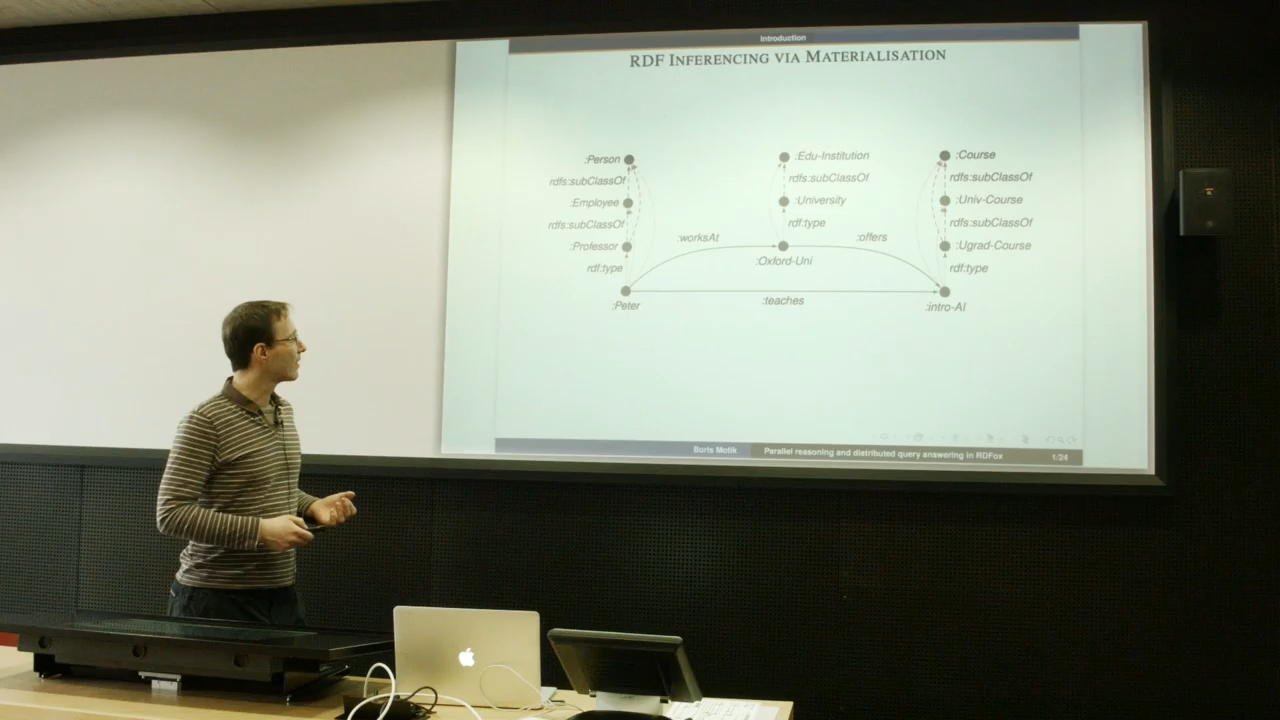 Introduction
RDF INFERENCING VIA MATERIALISATION
:Person
:Edu-Institution
:Course
rdfs:subClassOf
rdfs:subClassOf
rdfs:subClassOf
:Employee
:University
:Univ-Course
rdfs:subClassOf
rdf:type
rdfs:subClassOf
:Professor
:worksAt
:offers
:Ugrad-Course
rdf:type
:Oxford-Uni
rdf:type
:Peter
:teaches
:intro-AI
Boris Motik
Parallel reasoning and distributed query answering in RDFox
1/24